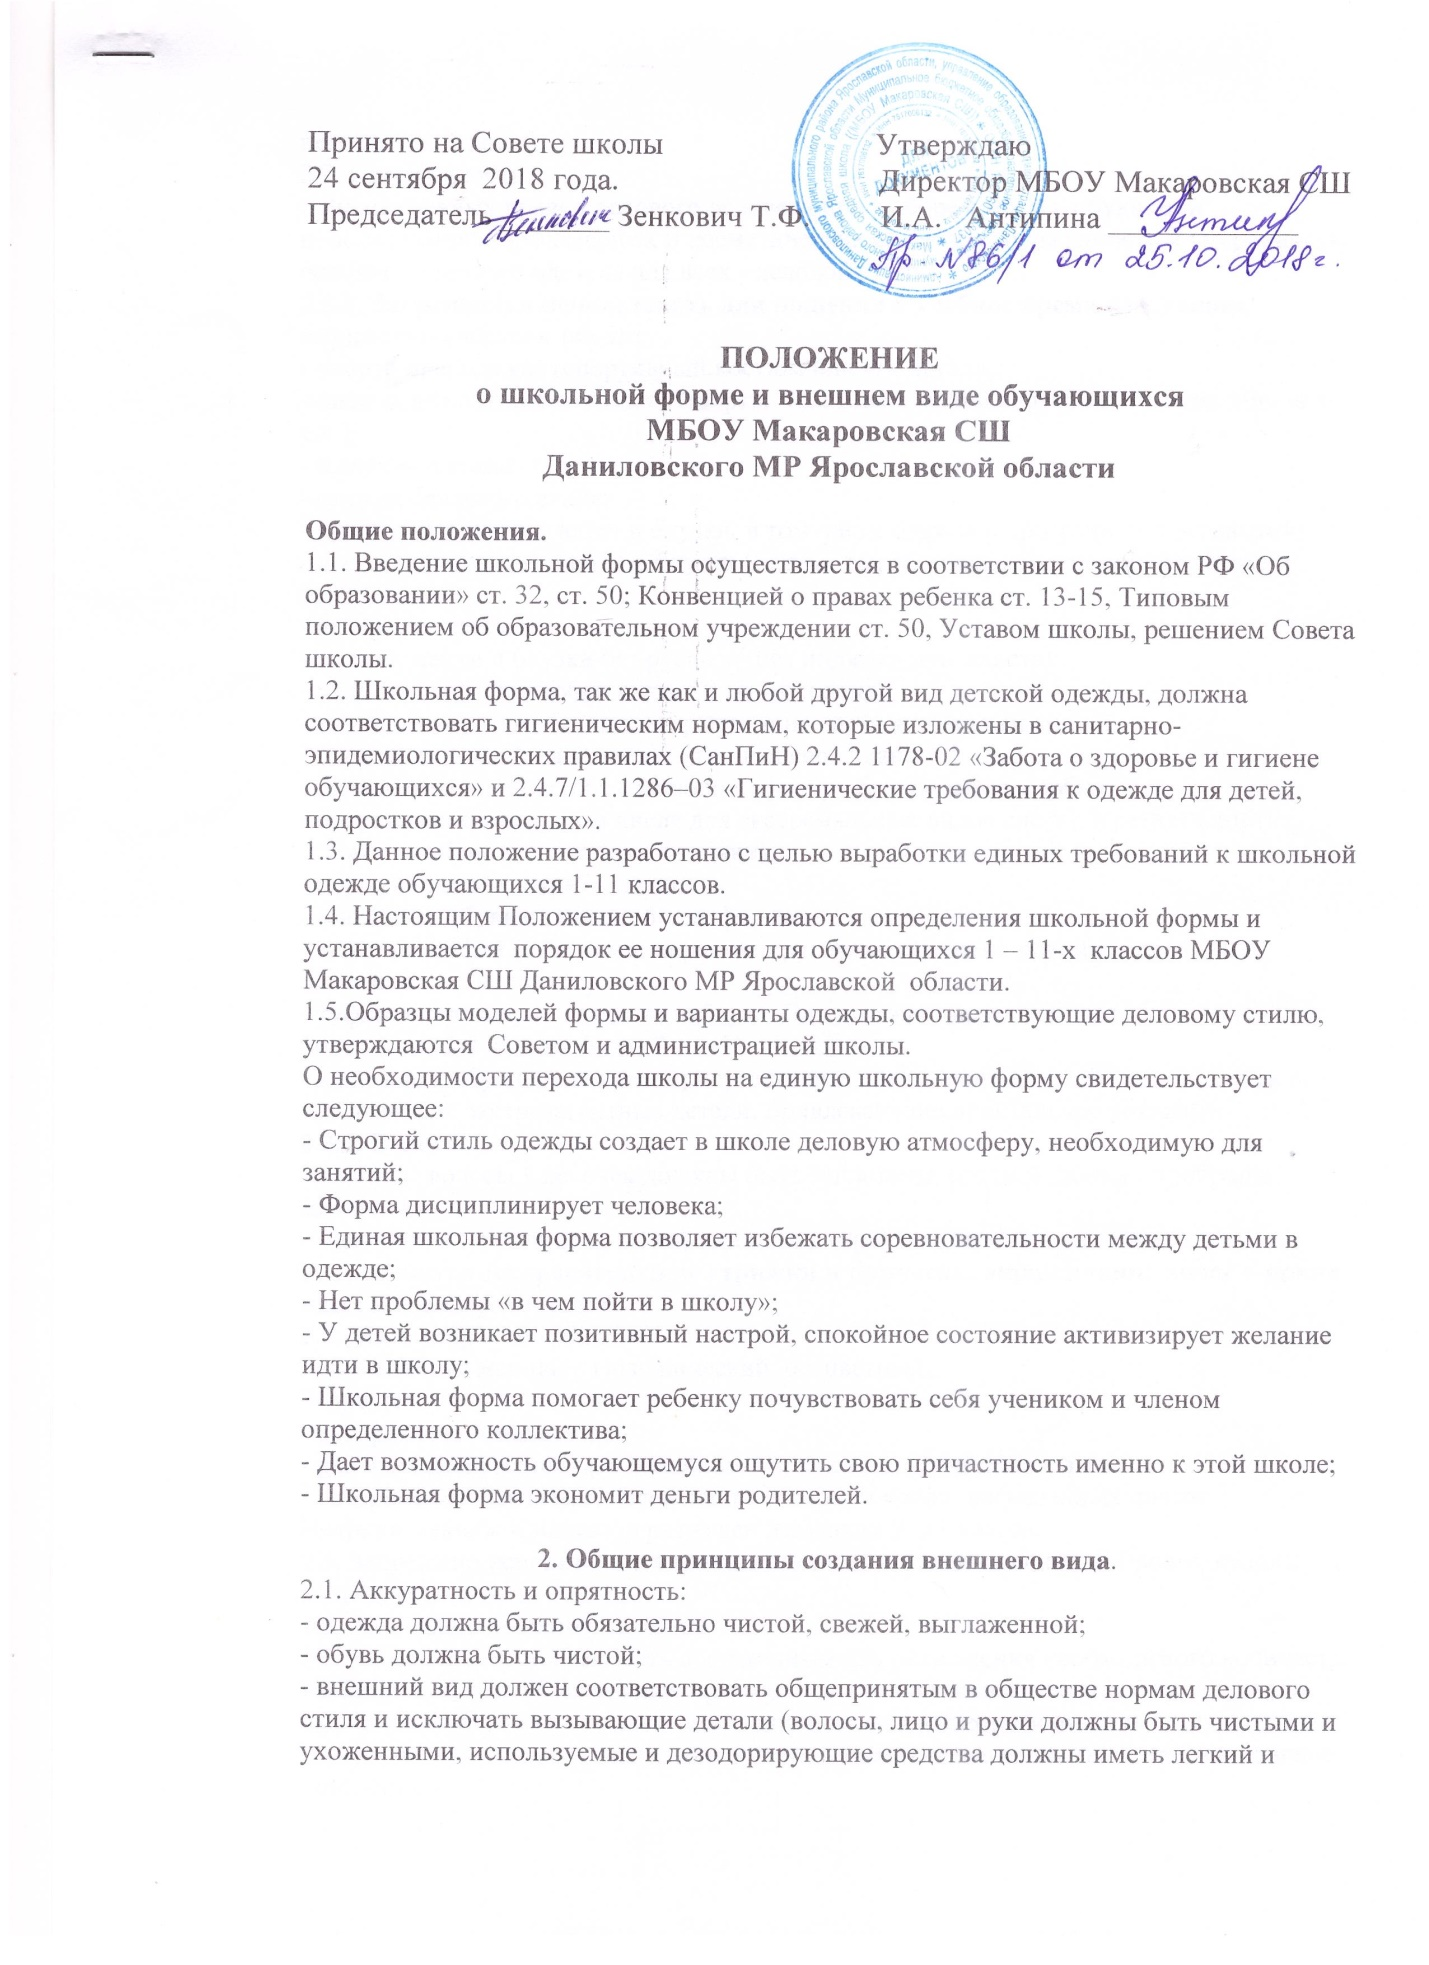 Принято на Совете школы Утверждаю
24 сентября 2018 года. Директор МБОУ Макаровская СШ
Председатель Зенкович Т.Ф. И.А. Антипина
Пр №86/1 от 25.10.2018г.
ДЛЯ
ДОКУМЕНТОВ
ПОЛОЖЕНИЕ
о школьной форме и внешнем виде обучающихся
МБОУ Макаровская СШ
Даниловского МР Ярославской области
Общие положения.
1.1. Введение школьной формы осуществляется в соответствии с законом РФ «Об
образовании» ст. 32, ст. 50; Конвенцией о правах ребенка ст. 13-15, Типовым
положением об образовательном учреждении ст. 50, Уставом школы, решением Совета
школы.
1.2. Школьная форма, так же как и любой другой вид детской одежды, должна
соответствовать гигиеническим нормам, которые изложены в санитарно-
эпидемиологических правилах (СанПиН) 2.4.2 1178-02 «Забота о здоровье и гигиене
обучающихся» и 2.4.7/1.1.1286–03 «Гигиенические требования к одежде для детей,
подростков и взрослых».
1.3. Данное положение разработано с целью выработки единых требований к школьной
одежде обучающихся 1-11 классов.
1.4. Настоящим Положением устанавливаются определения школьной формы и
устанавливается порядок ее ношения для обучающихся 1 – 11-х классов МБОУ
Макаровская СШ Даниловского МР Ярославской области.
1.5.Образцы моделей формы и варианты одежды, соответствующие деловому стилю,
утверждаются Советом и администрацией школы.
О необходимости перехода школы на единую школьную форму свидетельствует
следующее:
- Строгий стиль одежды создает в школе деловую атмосферу, необходимую для
занятий;
- Форма дисциплинирует человека;
- Единая школьная форма позволяет избежать соревновательности между детьми в
одежде;
- Нет проблемы «в чем пойти в школу»;
- У детей возникает позитивный настрой, спокойное состояние активизирует желание
идти в школу;
- Школьная форма помогает ребенку почувствовать себя учеником и членом
определенного коллектива;
- Дает возможность обучающемуся ощутить свою причастность именно к этой школе;
- Школьная форма экономит деньги родителей.
2. Общие принципы создания внешнего вида.
2.1. Аккуратность и опрятность:
- одежда должна быть обязательно чистой, свежей, выглаженной;
- обувь должна быть чистой;
- внешний вид должен соответствовать общепринятым в обществе нормам делового
стиля и исключать вызывающие детали (волосы, лицо и руки должны быть чистыми и
ухоженными, используемые и дезодорирующие средства должны иметь легкий и